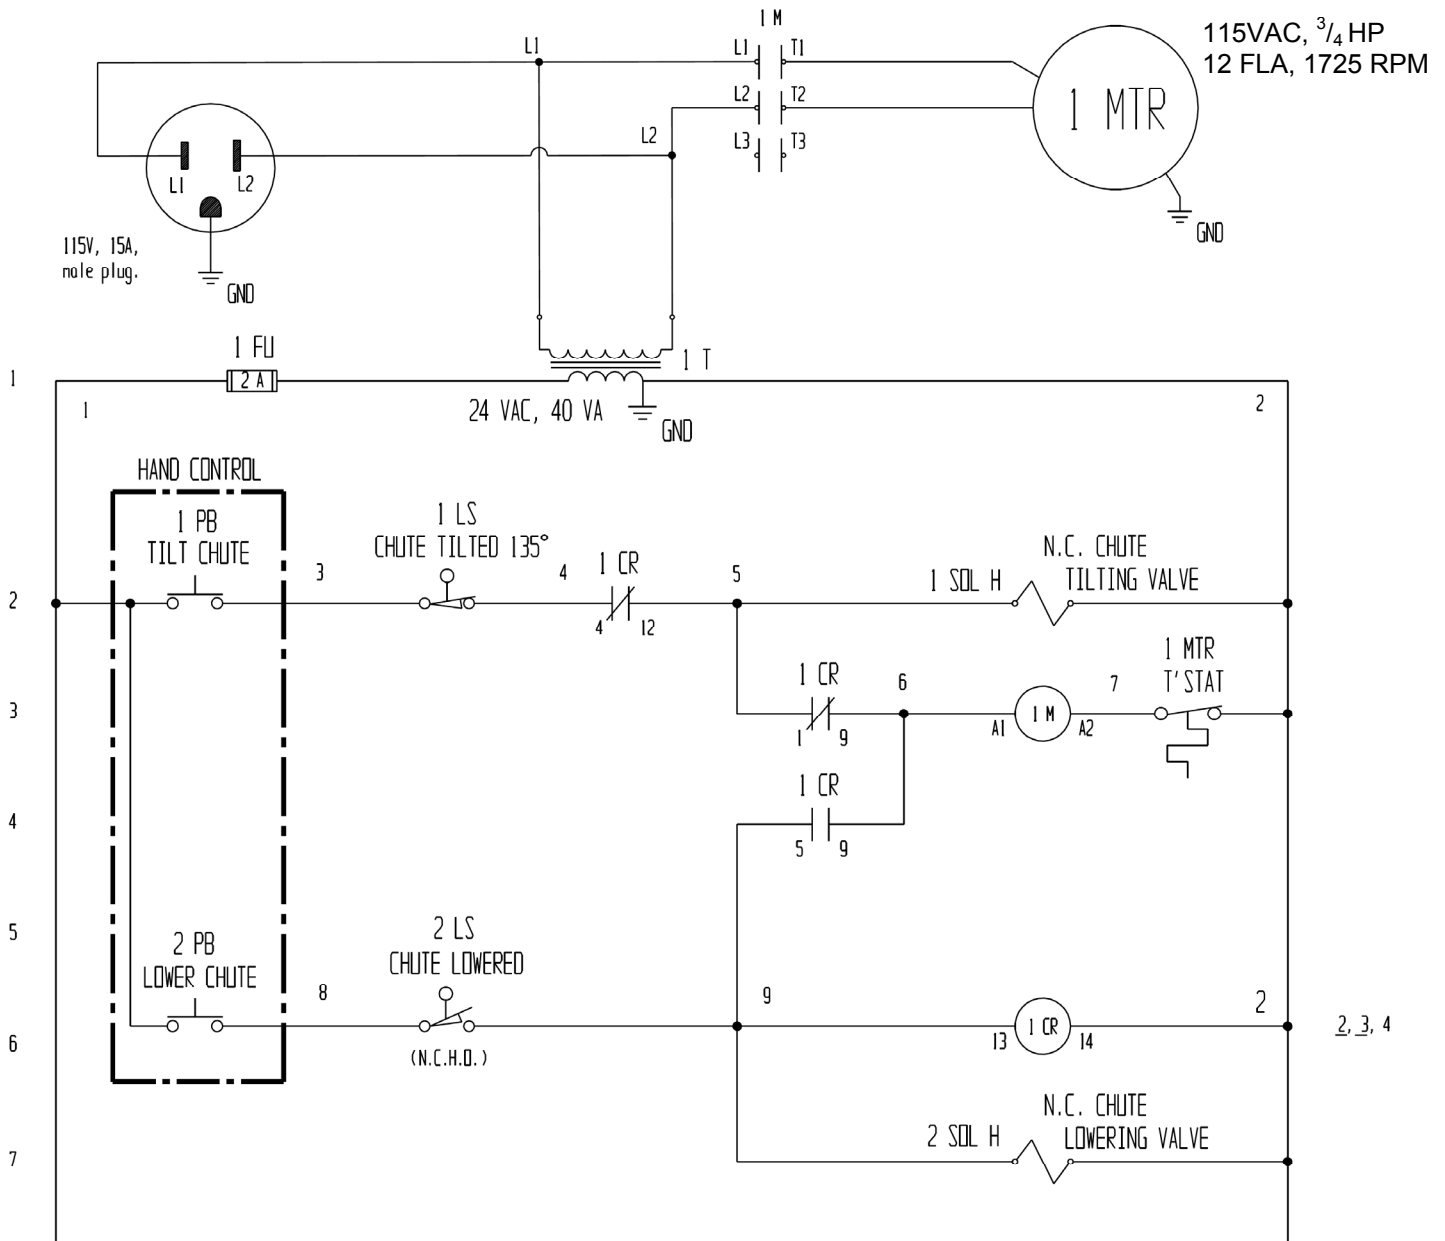 1 M
115VAC, 3/4 HP
12 FLA, 1725 RPM
L1
L1
T1
L2
T2
L2
L3
T3
1 MTR
L1
L2
GND
115V, 15A,
male plug.
GND
1 FU
1 T
1
2 A
1
24 VAC, 40 VA
GND
2
HAND CONTROL
1 PB
TILT CHUTE
1 LS
CHUTE TILTED 135°
3
4
1 CR
5
N.C. CHUTE
TILTING VALVE
1 SOL H
2
4
12
1 MTR
T'STAT
1 CR
6
7
3
1
9
A1
1 M
A2
1 CR
4
5
9
5
2 PB
LOWER CHUTE
2 LS
CHUTE LOWERED
8
9
2
6
(N.C.H.O.)
13
1 CR
14
2, 3, 4
N.C. CHUTE
LOWERING VALVE
2 SOL H
7